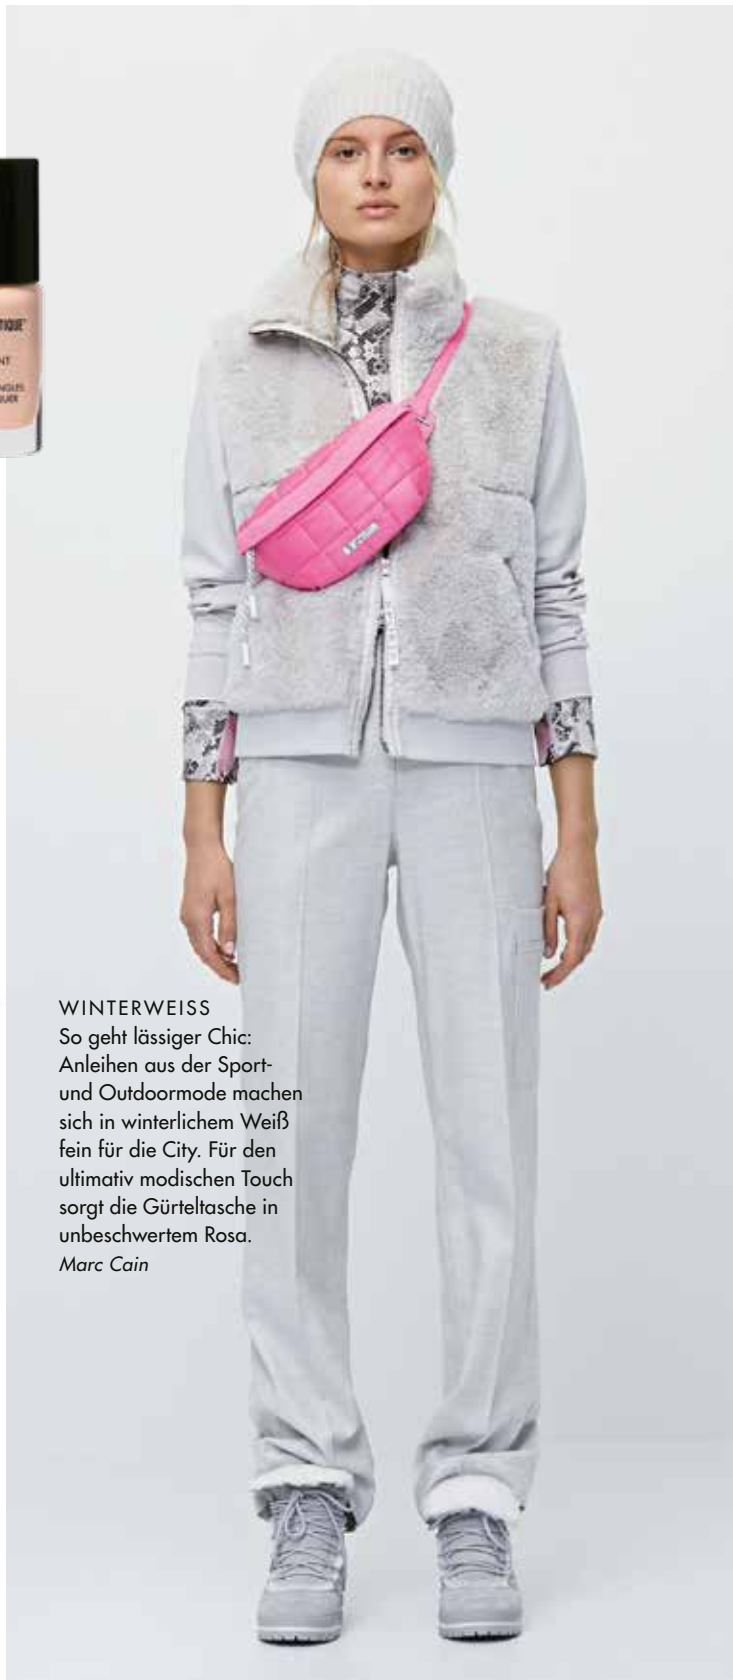 WINTERWEISS
So geht lässiger Chic:
Anleihen aus der Sport-
und Outdoormode machen
sich in winterlichem Weiß
fein für die City. Für den
ultimativ modischen Touch
sorgt die Gürteltasche in
unbeschwertem Rosa.
Marc Cain